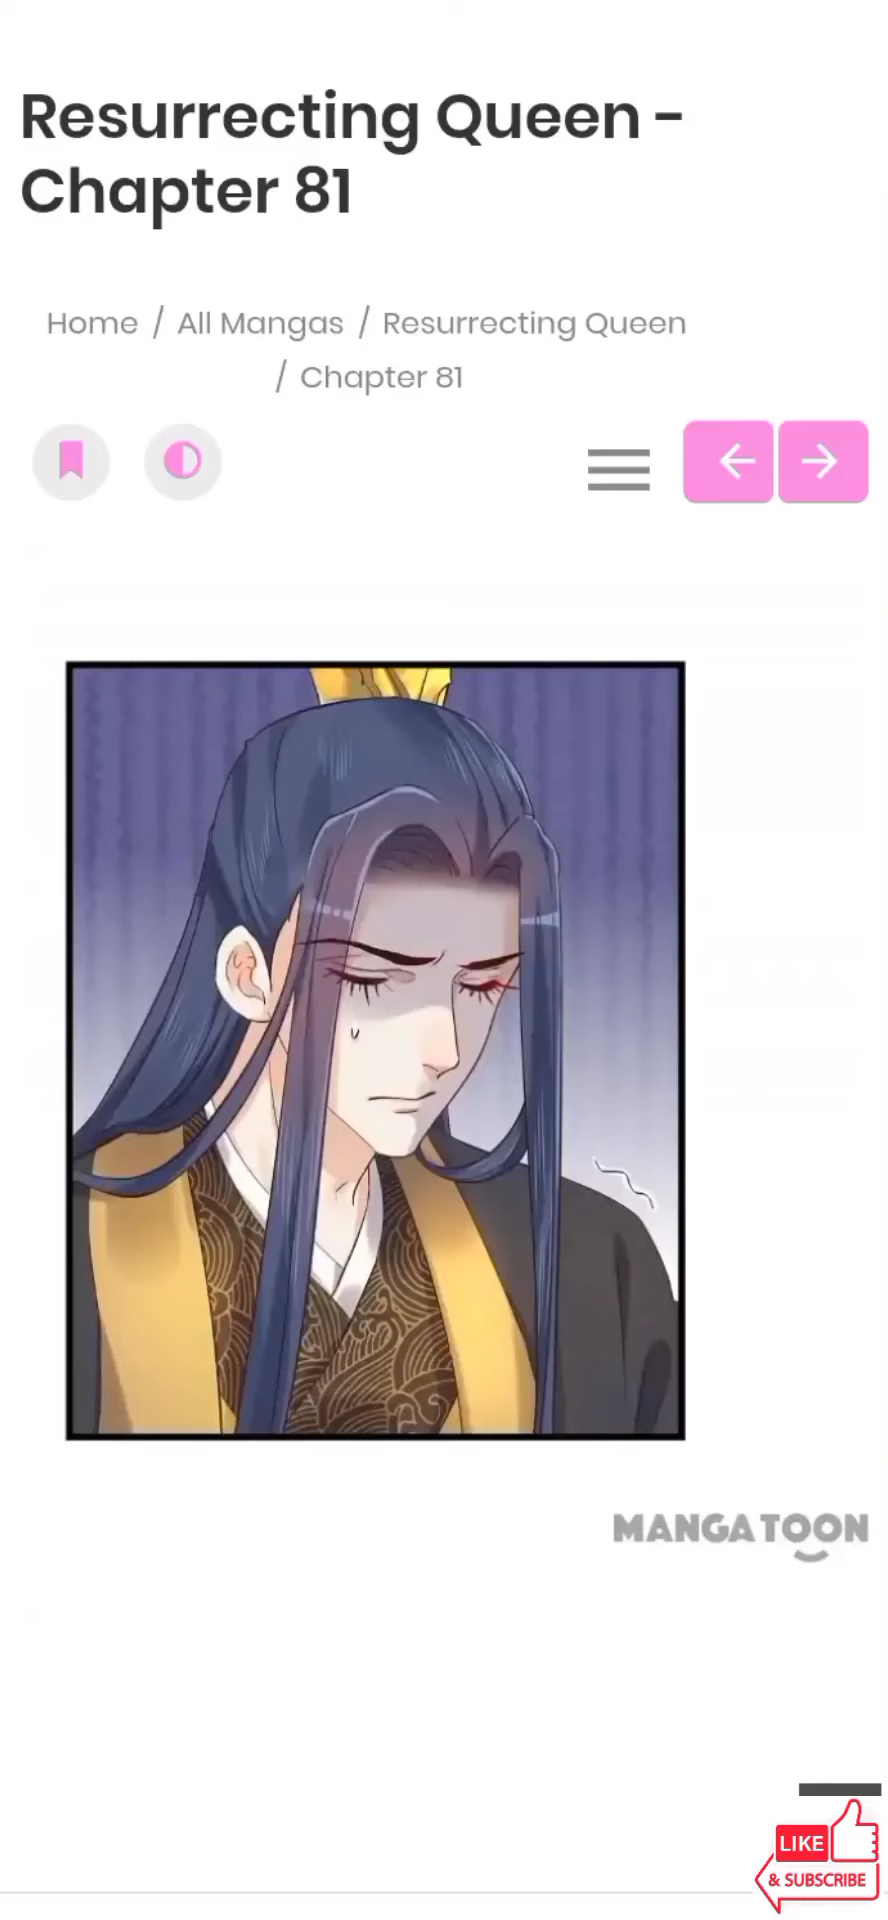 Resurrecting Queen -
Chapter 81
Home / All Mangas / Resurrecting Queen
/ Chapter 81
MANGATOON
LIKE
& SUBSCRIBE